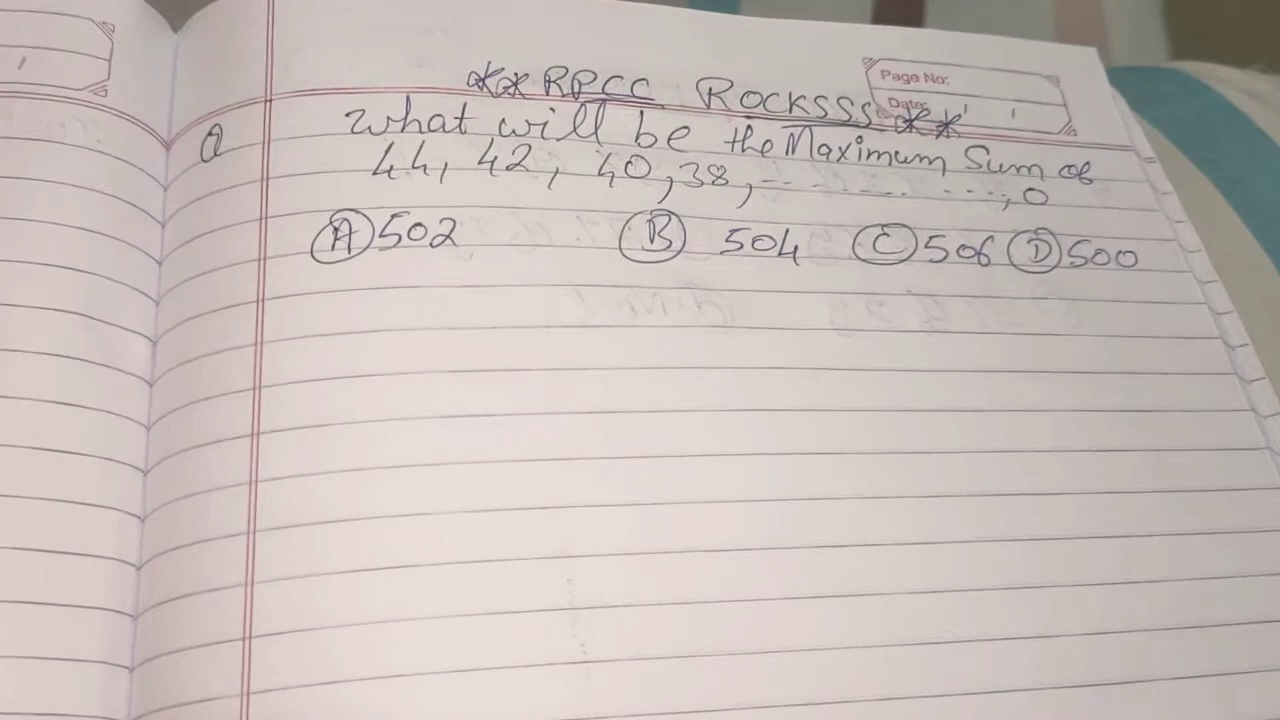 Page No:
Date:
** RPCC ROCKSSS **
Q What will be the Maximum Sum of
44, 42, 40, 38, - - - - - - - - -, 0
(A) 502 (B) 504 (C) 506 (D) 500